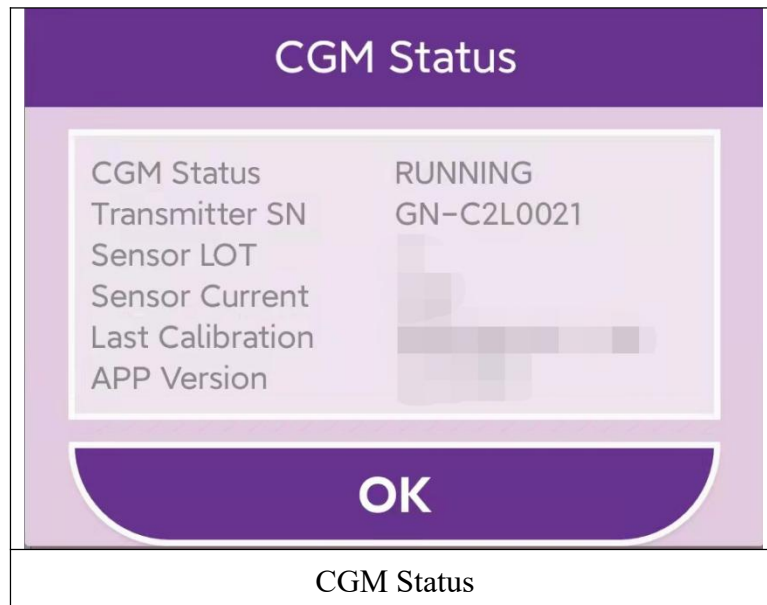 CGM Status
CGM Status RUNNING
Transmitter SN GN-C2L0021
Sensor LOT
Sensor Current
Last Calibration
APP Version
OK
CGM Status